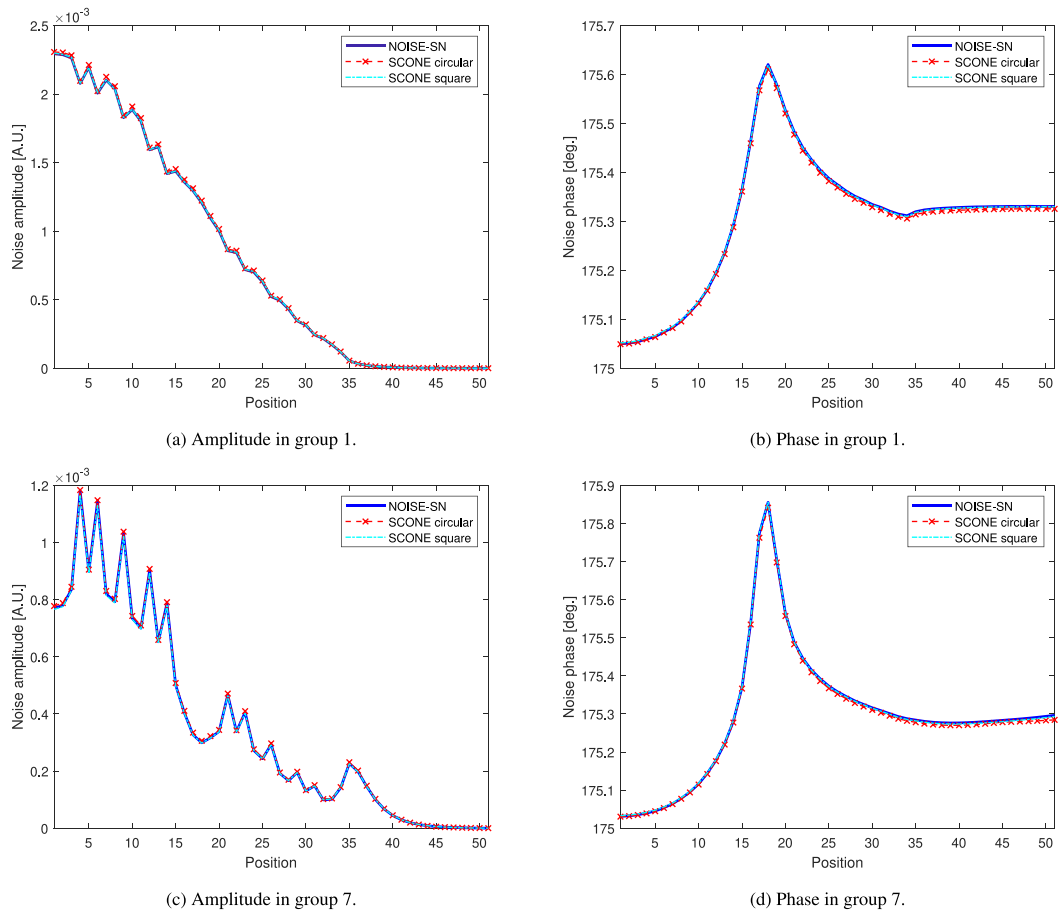 ×10⁻³
2.5
2
1.5
1
0.5
0
Noise amplitude [A.U.]
NOISE-SN
SCONE circular
SCONE square
5 10 15 20 25 30 35 40 45 50
Position
(a) Amplitude in group 1.
175.7
175.6
175.5
175.4
175.3
175.2
175.1
175
Noise phase [deg.]
NOISE-SN
SCONE circular
SCONE square
5 10 15 20 25 30 35 40 45 50
Position
(b) Phase in group 1.
×10⁻³
1.2
1
0.8
0.6
0.4
0.2
0
Noise amplitude [A.U.]
NOISE-SN
SCONE circular
SCONE square
5 10 15 20 25 30 35 40 45 50
Position
(c) Amplitude in group 7.
175.9
175.8
175.7
175.6
175.5
175.4
175.3
175.2
175.1
175
Noise phase [deg.]
NOISE-SN
SCONE circular
SCONE square
5 10 15 20 25 30 35 40 45 50
Position
(d) Phase in group 7.